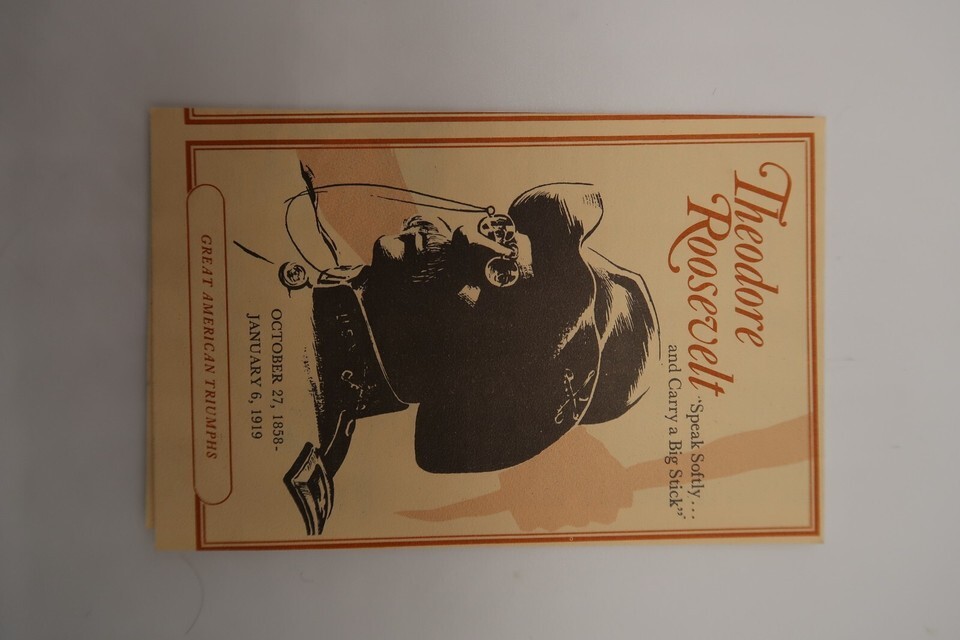 Theodore
Roosevelt
"Speak Softly...
and Carry a Big Stick"
U.S.V.
OCTOBER 27, 1858-
JANUARY 6, 1919
GREAT AMERICAN TRIUMPHS